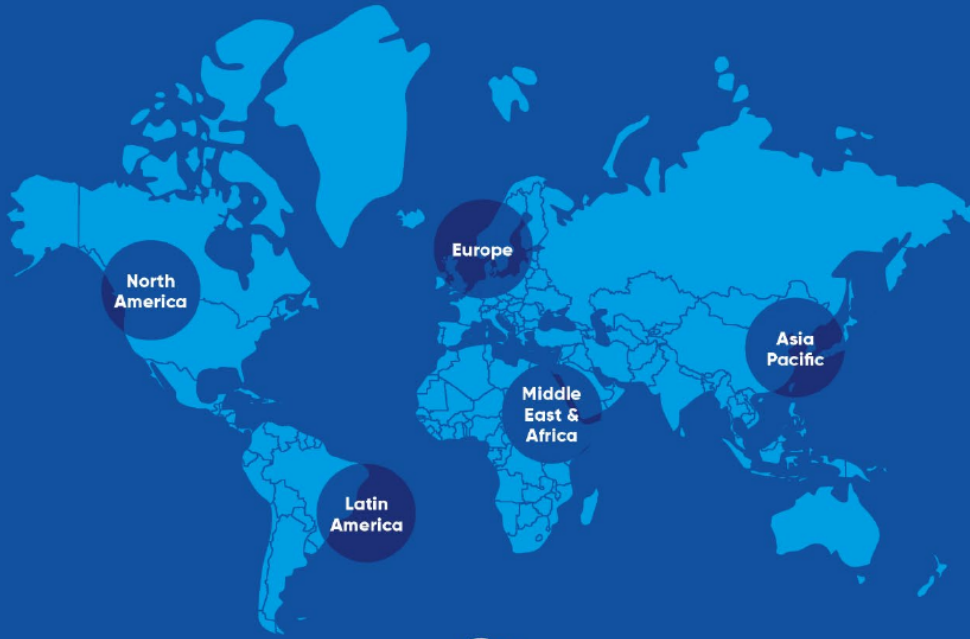 Europe
North
America
Asia
Pacific
Middle
East &
Africa
Latin
America